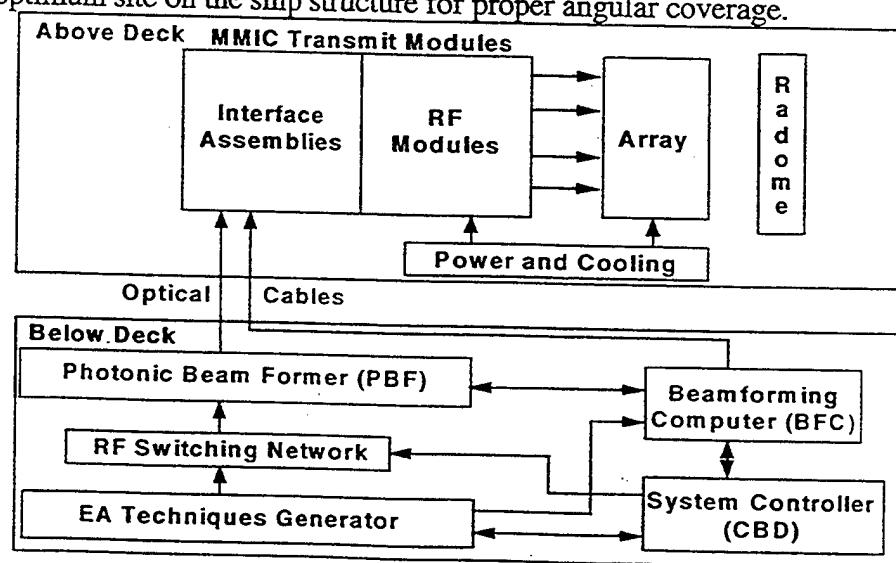 optimum site on the ship structure for proper angular coverage.
Above Deck
MMIC Transmit Modules
Interface
Assemblies
RF
Modules
Array
Radome
Power and Cooling
Optical
Cables
Below Deck
Photonic Beam Former (PBF)
Beamforming
Computer (BFC)
RF Switching Network
EA Techniques Generator
System Controller
(CBD)